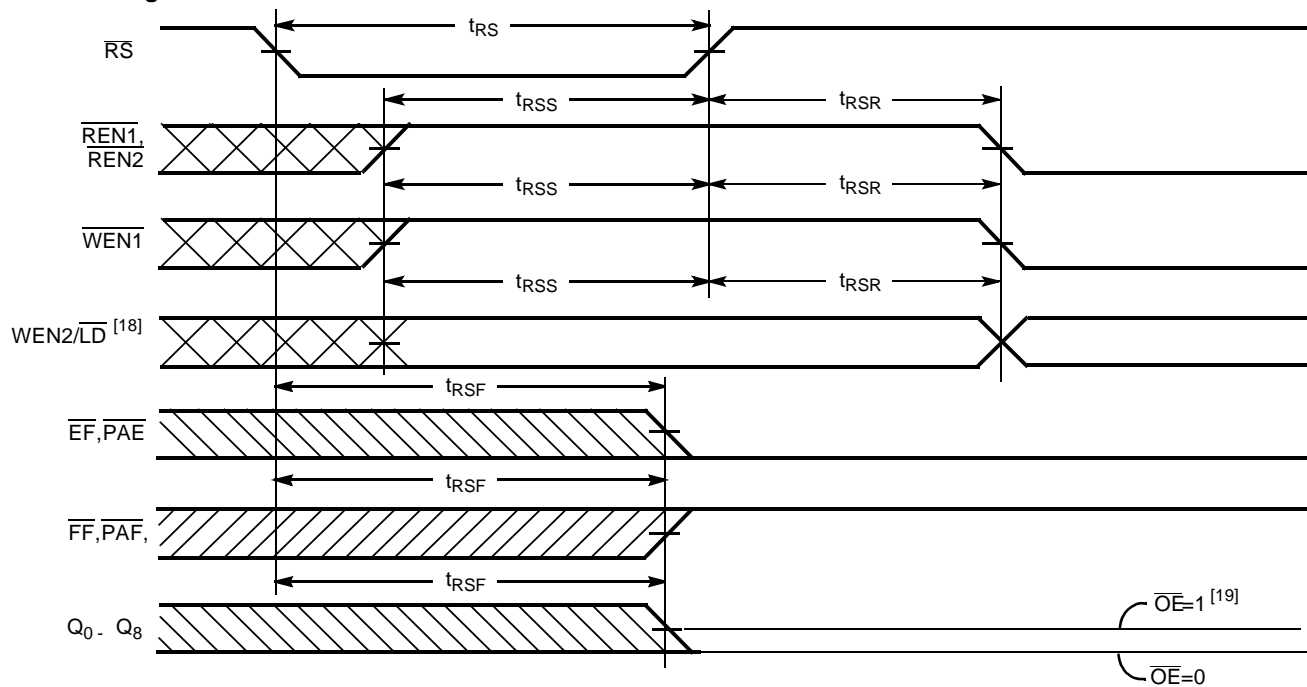 tRS
RS
tRSS tRSR
REN1,
REN2
tRSS tRSR
WEN1
tRSS tRSR
WEN2/LD [18]
tRSF
EF,PAE
tRSF
FF,PAF,
tRSF
OE=1 [19]
Q0 - Q8
OE=0